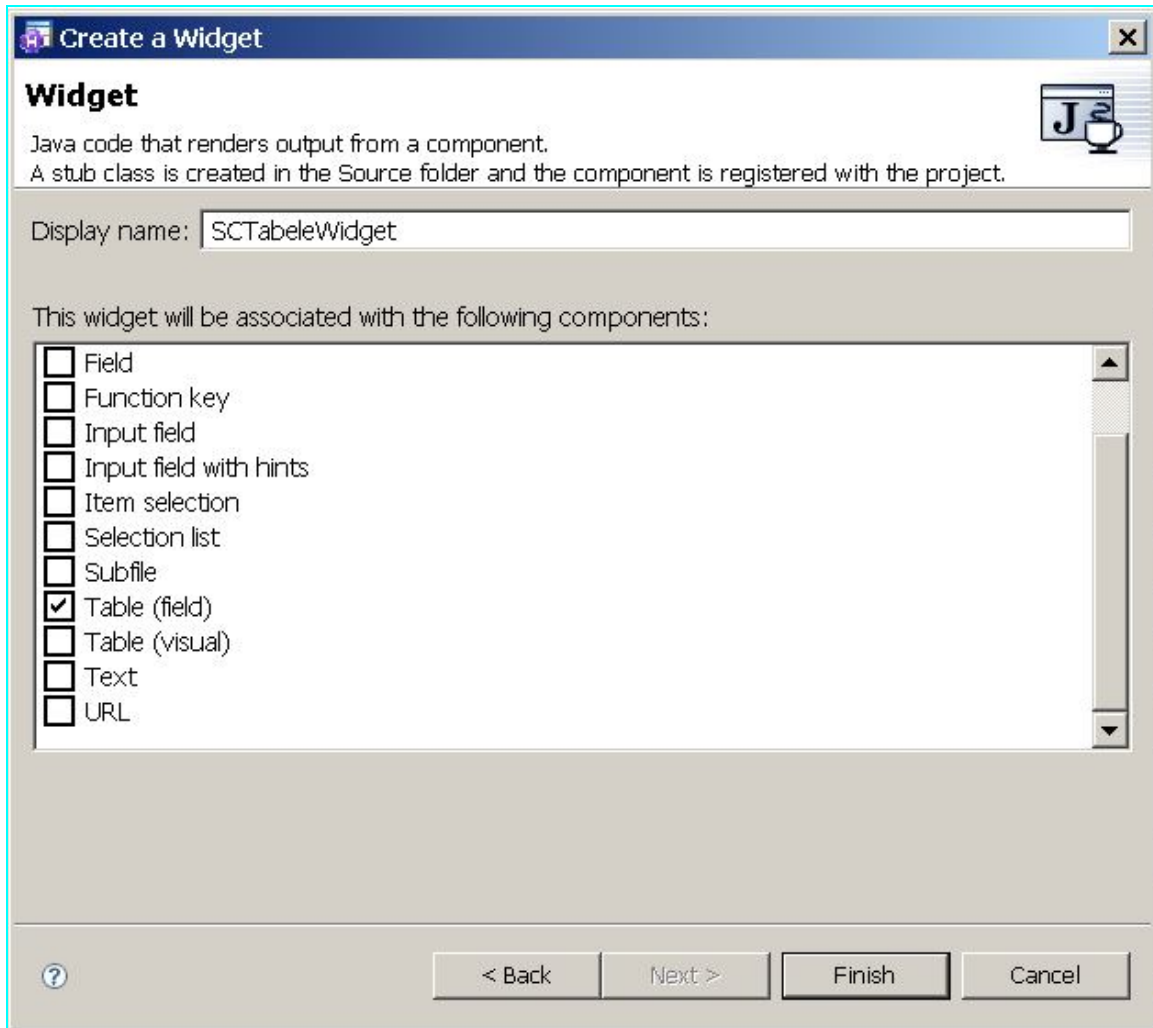 Create a Widget
Widget
Java code that renders output from a component.
A stub class is created in the Source folder and the component is registered with the project.
Display name: SCTabeleWidget
This widget will be associated with the following components:
Field
Function key
Input field
Input field with hints
Item selection
Selection list
Subfile
Table (field)
Table (visual)
Text
URL
< Back Next > Finish Cancel